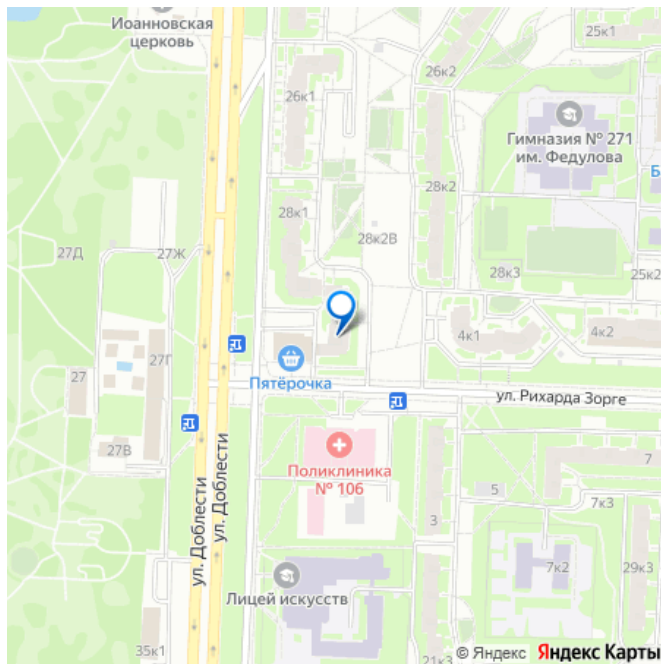 Иоанновская
церковь
25к1
26к2
26к1
Гимназия № 271
им. Федулова
Б
28к2
28к1
28к2В
27Д
27Ж
28к3
25к2
4к1
4к2
27Г
Пятёрочка
27
ул. Рихарда Зорге
27В
Поликлиника
№ 106
ул. Доблести
ул. Доблести
7
5
7к3
3
7к2
29к3
Лицей искусств
35к1
21к3
© Яндекс Яндекс Карты